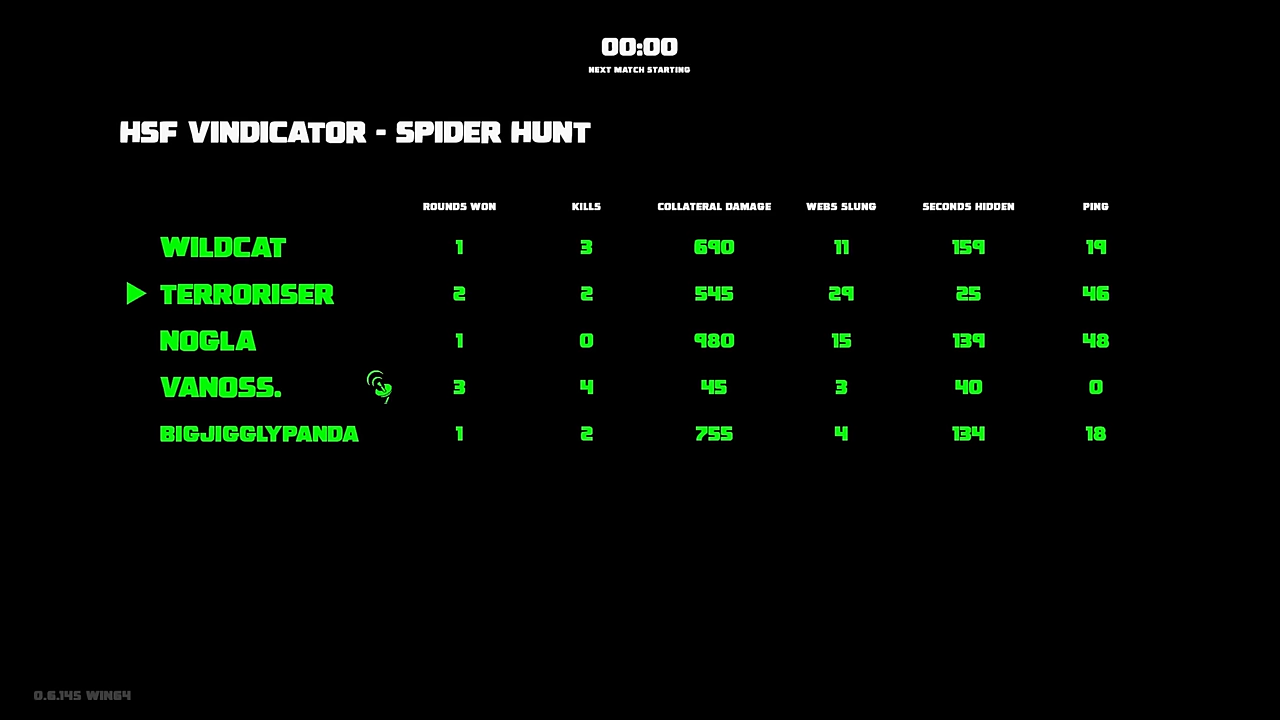 00:00
NEXT MATCH STARTING
HSF VINDICATOR - SPIDER HUNT
ROUNDS WON KILLS COLLATERAL DAMAGE WEBS SLUNG SECONDS HIDDEN PING
WILDCAT 1 3 690 11 159 19
TERRORISER 2 2 545 29 25 46
NOGLA 1 0 980 15 139 48
VANOSS. 3 4 45 3 40 0
BIGJIGGLYPANDA 1 2 755 4 134 18
0.6.145 WIN64